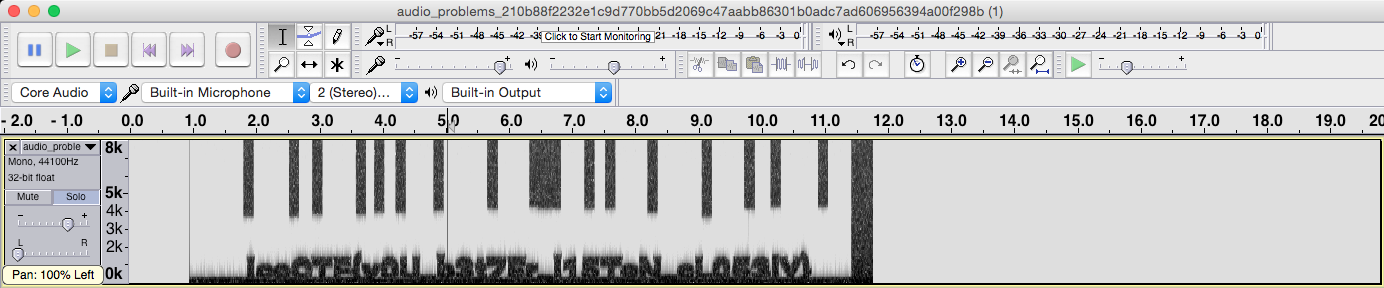 audio_problems_210b88f2232e1c9d770bb5d2069c47aabb86301b0adc7ad606956394a00f298b (1)
L R -57 -54 -51 -48 -45 -42 -39 Click to Start Monitoring 21 -18 -15 -12 -9 -6 -3 0
L R -57 -54 -51 -48 -45 -42 -39 -36 -33 -30 -27 -24 -21 -18 -15 -12 -9 -6 -3 0
- + - + - +
Core Audio Built-in Microphone 2 (Stereo)... Built-in Output
- 2.0 - 1.0 0.0 1.0 2.0 3.0 4.0 5.0 6.0 7.0 8.0 9.0 10.0 11.0 12.0 13.0 14.0 15.0 16.0 17.0 18.0 19.0 20
audio_proble 8k
Mono, 44100Hz
32-bit float
Mute Solo 5k
4k
- + 3k
L R 2k
Pan: 100% Left 0k